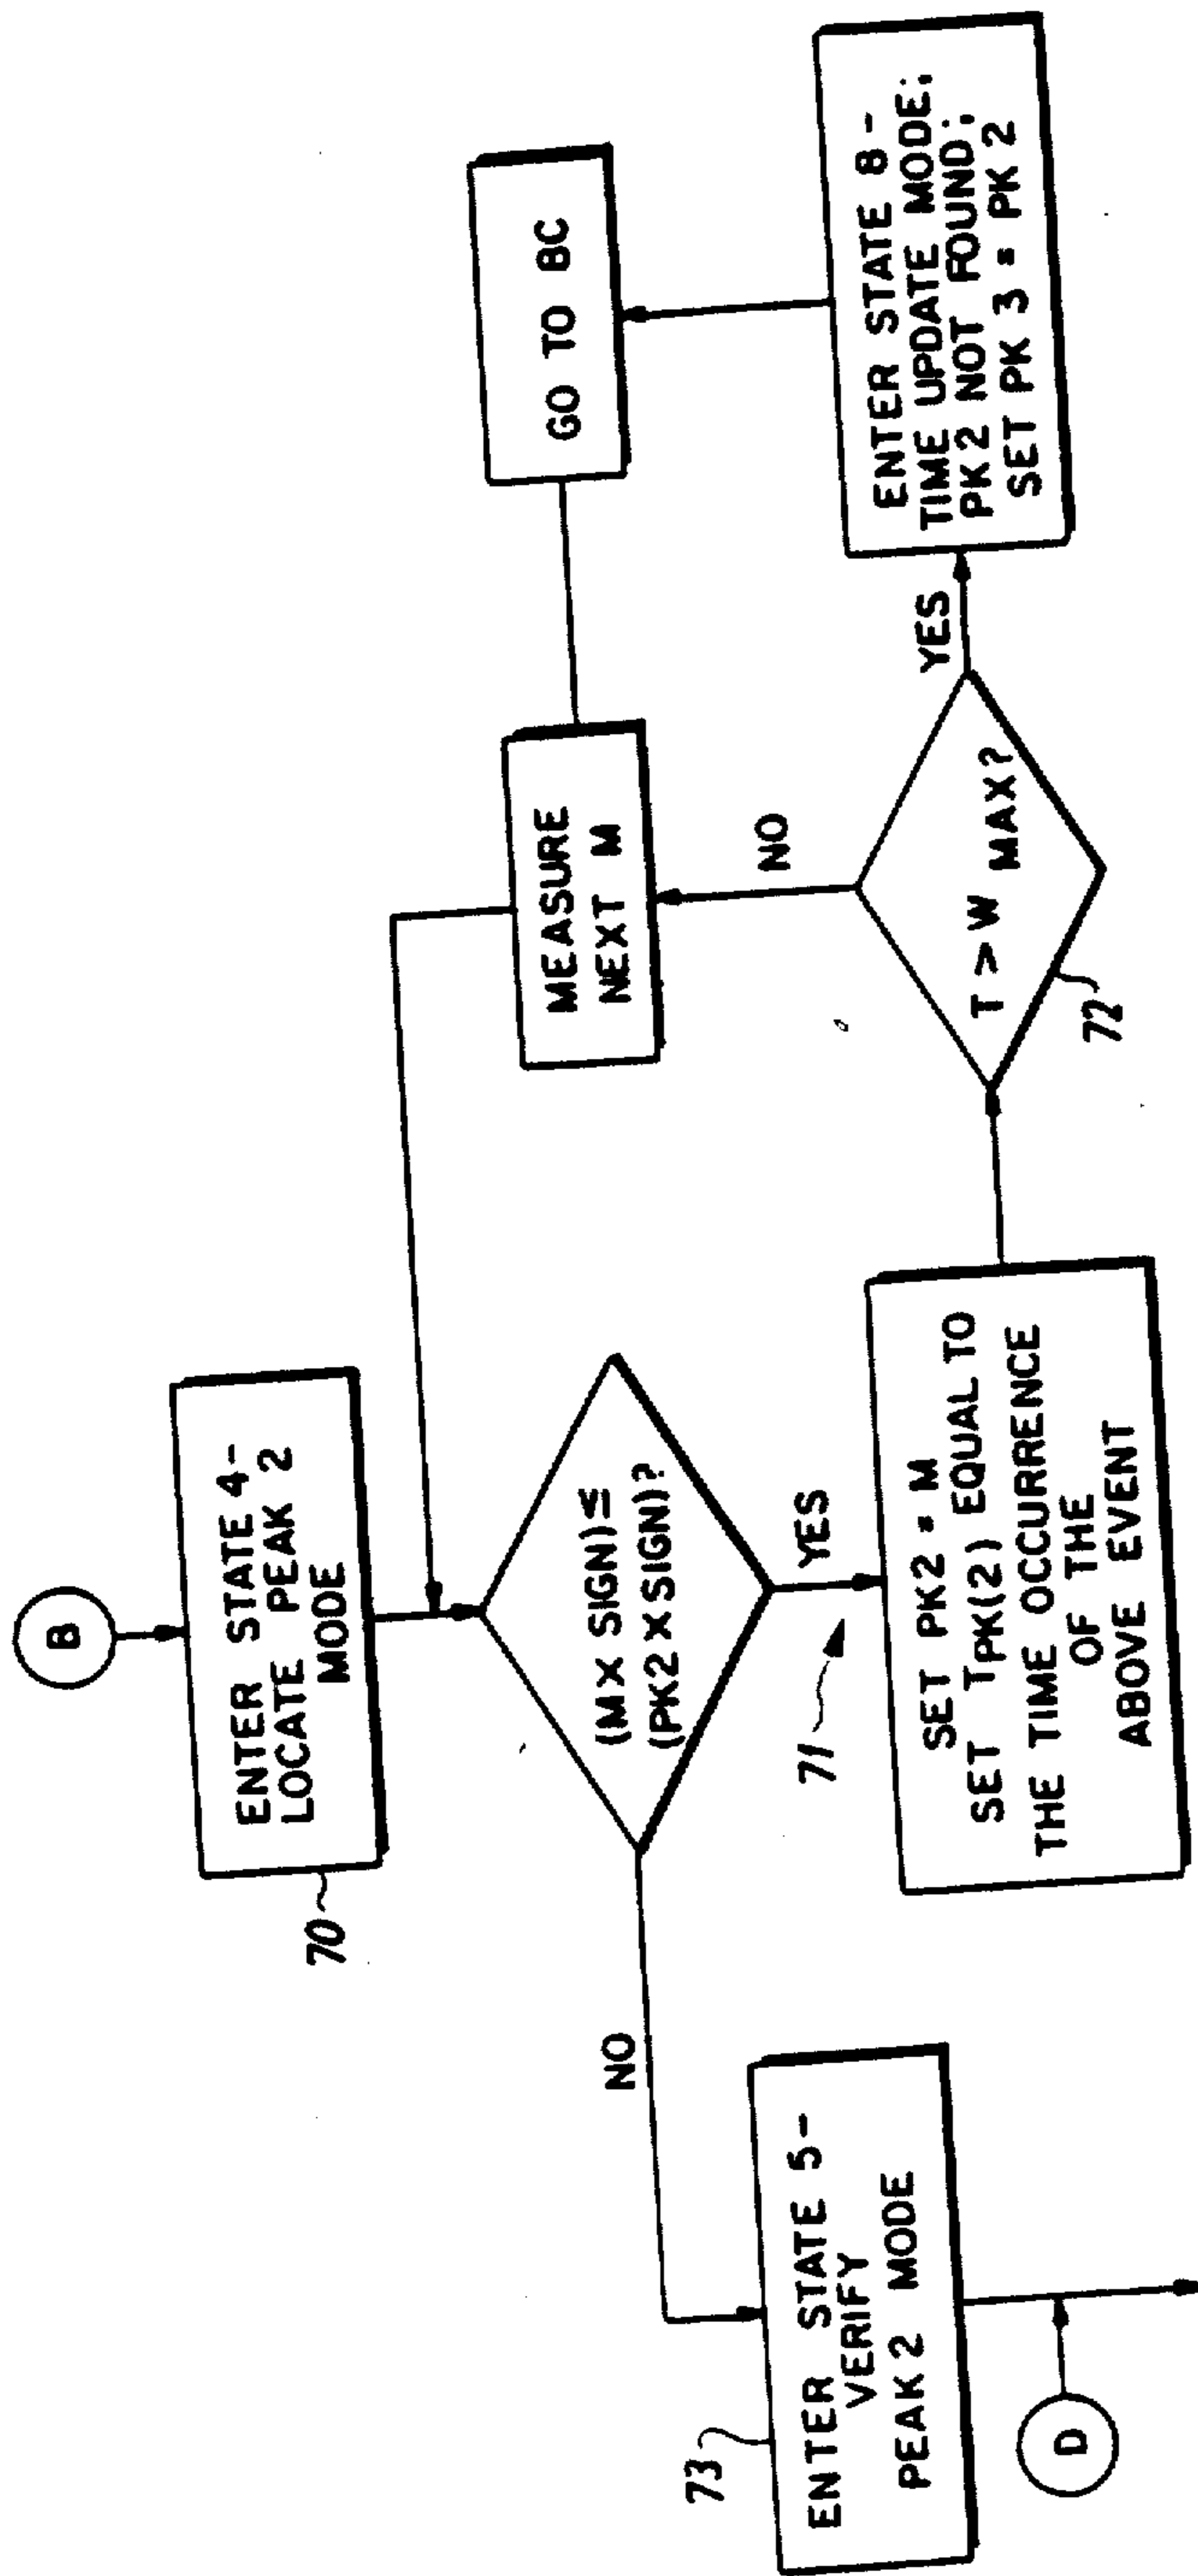 B
ENTER STATE 4-
LOCATE PEAK 2
MODE
70
(M X SIGN) ≤
(PK2 X SIGN)?
NO
YES
71
SET PK2 = M
SET TPK(2) EQUAL TO
THE TIME OCCURRENCE
OF THE
ABOVE EVENT
T > W MAX?
72
NO
YES
MEASURE
NEXT M
GO TO BC
ENTER STATE 8-
TIME UPDATE MODE;
PK2 NOT FOUND;
SET PK 3 = PK 2
73
ENTER STATE 5-
VERIFY
PEAK 2 MODE
D